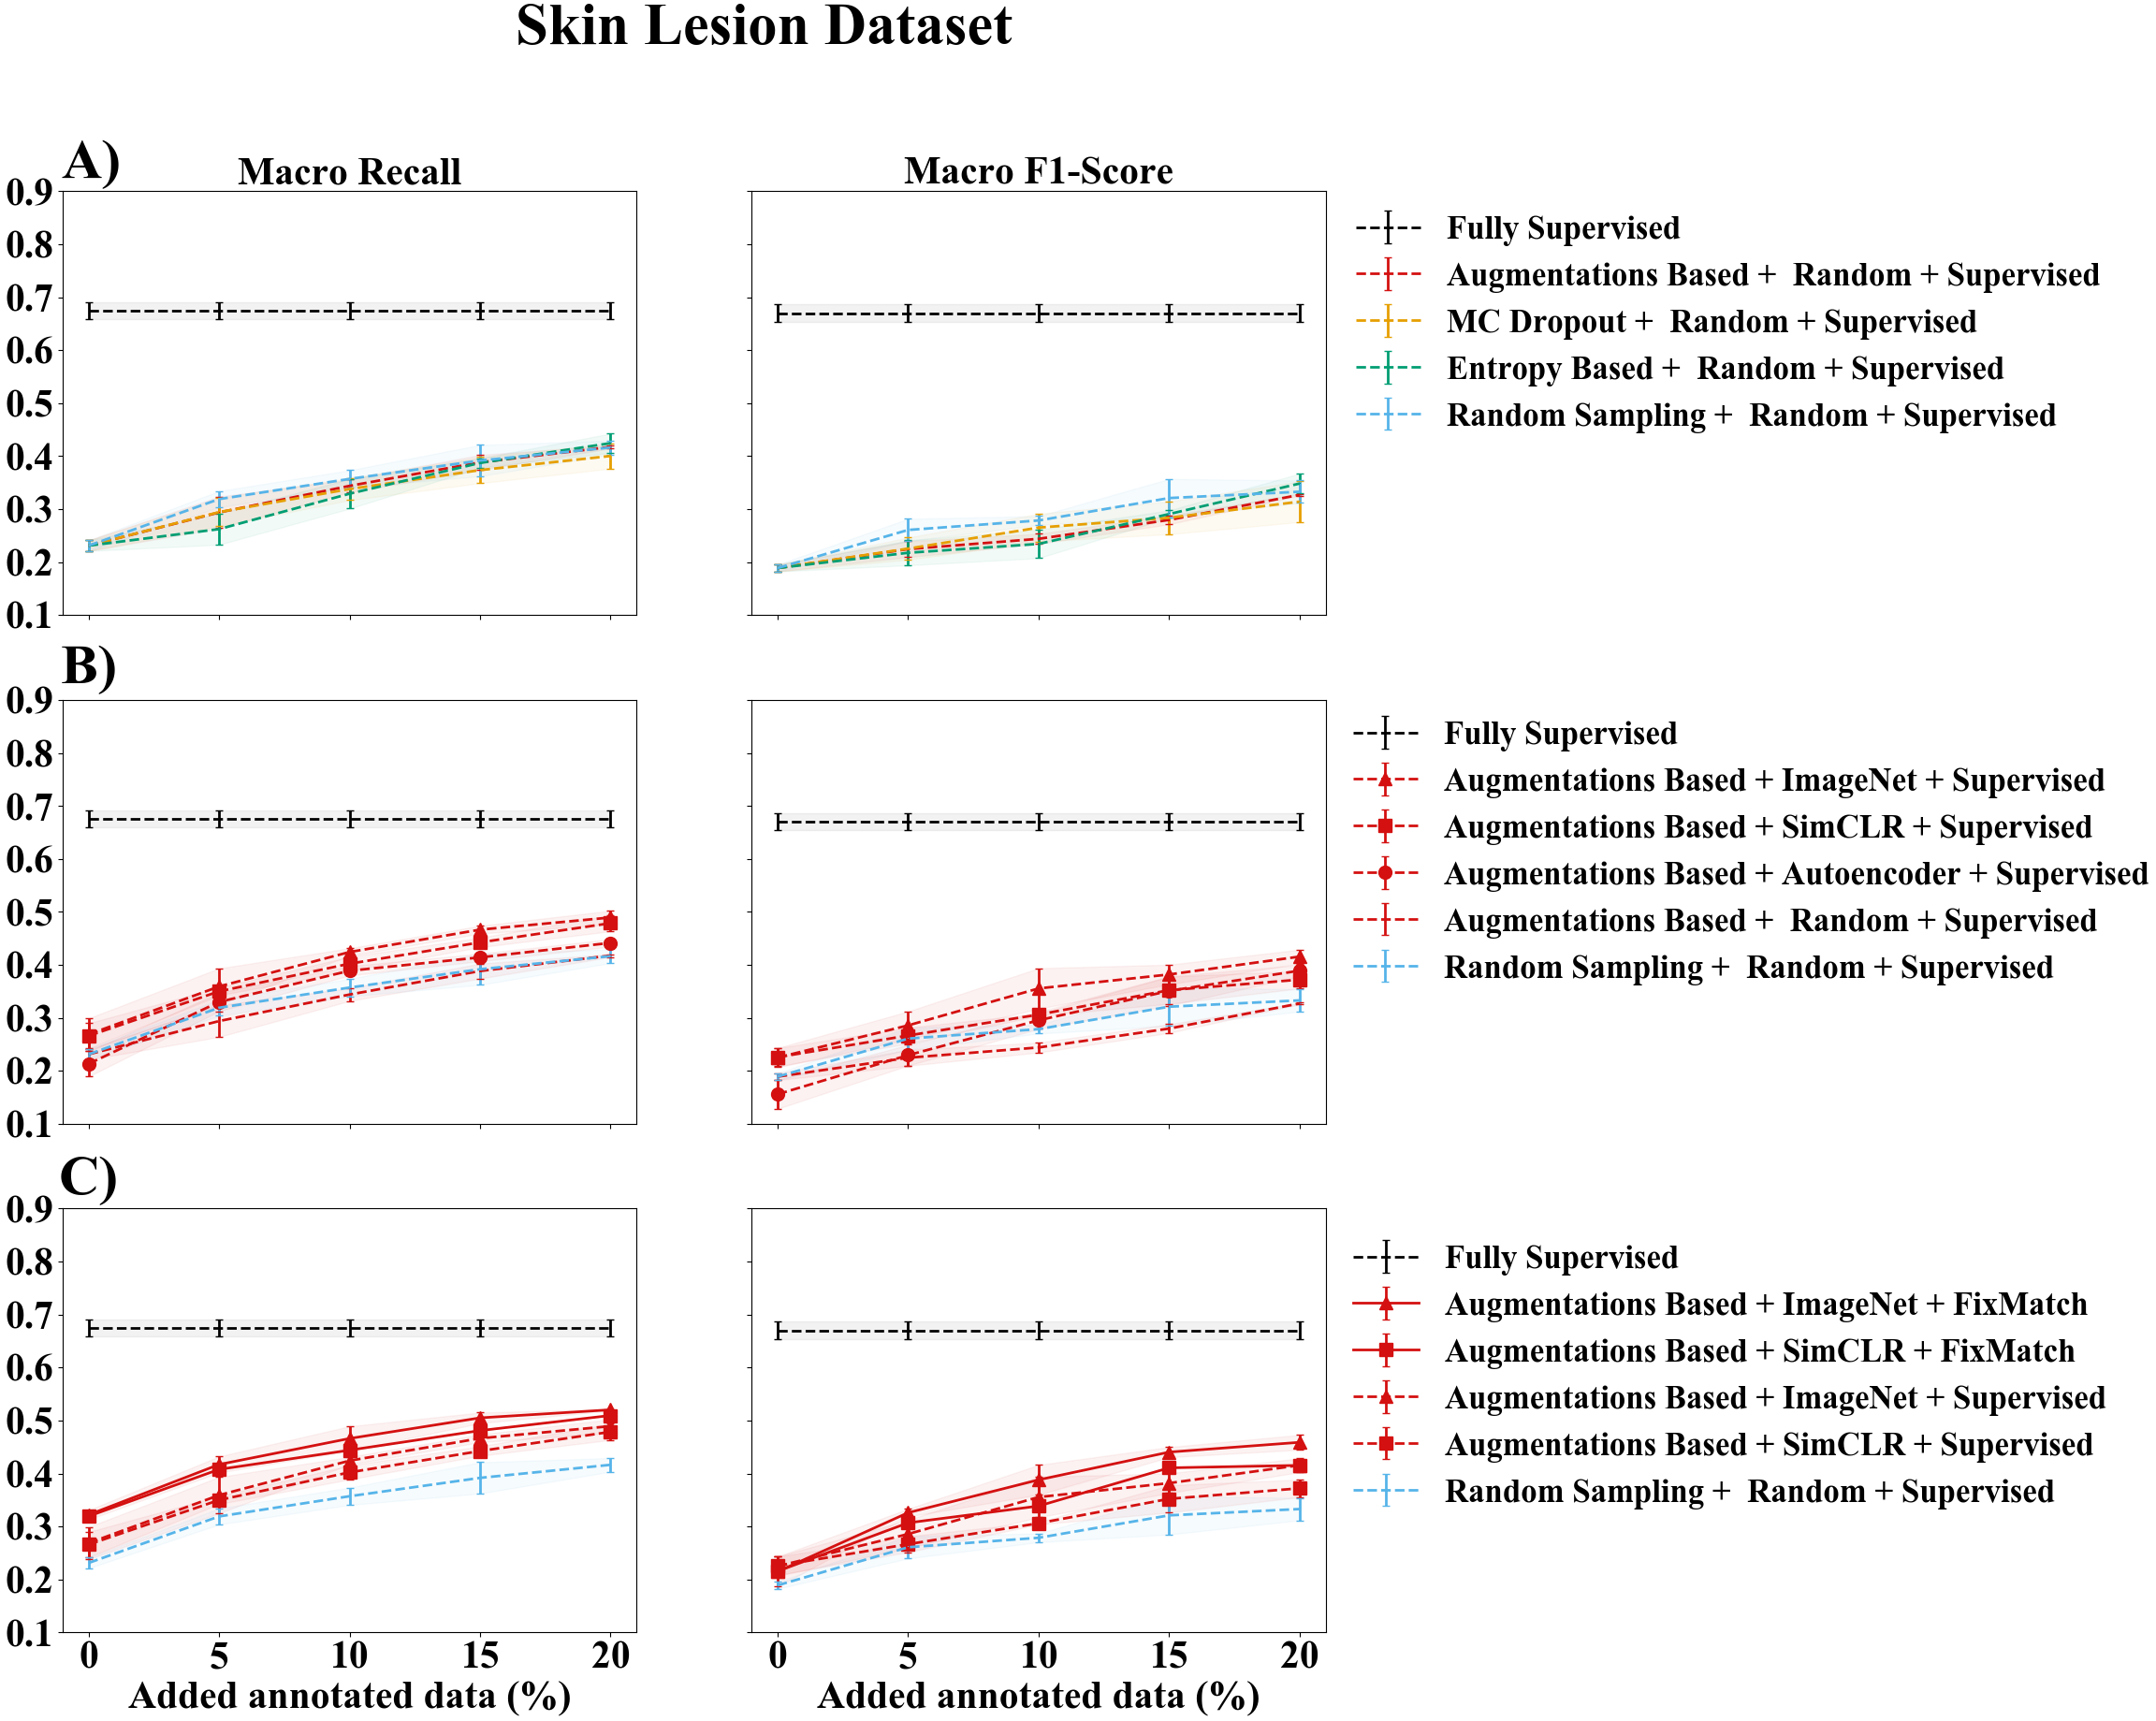 Skin Lesion Dataset
A)
Macro Recall
Macro F1-Score
0.9
0.8
0.7
0.6
0.5
0.4
0.3
0.2
0.1
Fully Supervised
Augmentations Based + Random + Supervised
MC Dropout + Random + Supervised
Entropy Based + Random + Supervised
Random Sampling + Random + Supervised
B)
0.9
0.8
0.7
0.6
0.5
0.4
0.3
0.2
0.1
Fully Supervised
Augmentations Based + ImageNet + Supervised
Augmentations Based + SimCLR + Supervised
Augmentations Based + Autoencoder + Supervised
Augmentations Based + Random + Supervised
Random Sampling + Random + Supervised
C)
0.9
0.8
0.7
0.6
0.5
0.4
0.3
0.2
0.1
0 5 10 15 20
Added annotated data (%)
0 5 10 15 20
Added annotated data (%)
Fully Supervised
Augmentations Based + ImageNet + FixMatch
Augmentations Based + SimCLR + FixMatch
Augmentations Based + ImageNet + Supervised
Augmentations Based + SimCLR + Supervised
Random Sampling + Random + Supervised